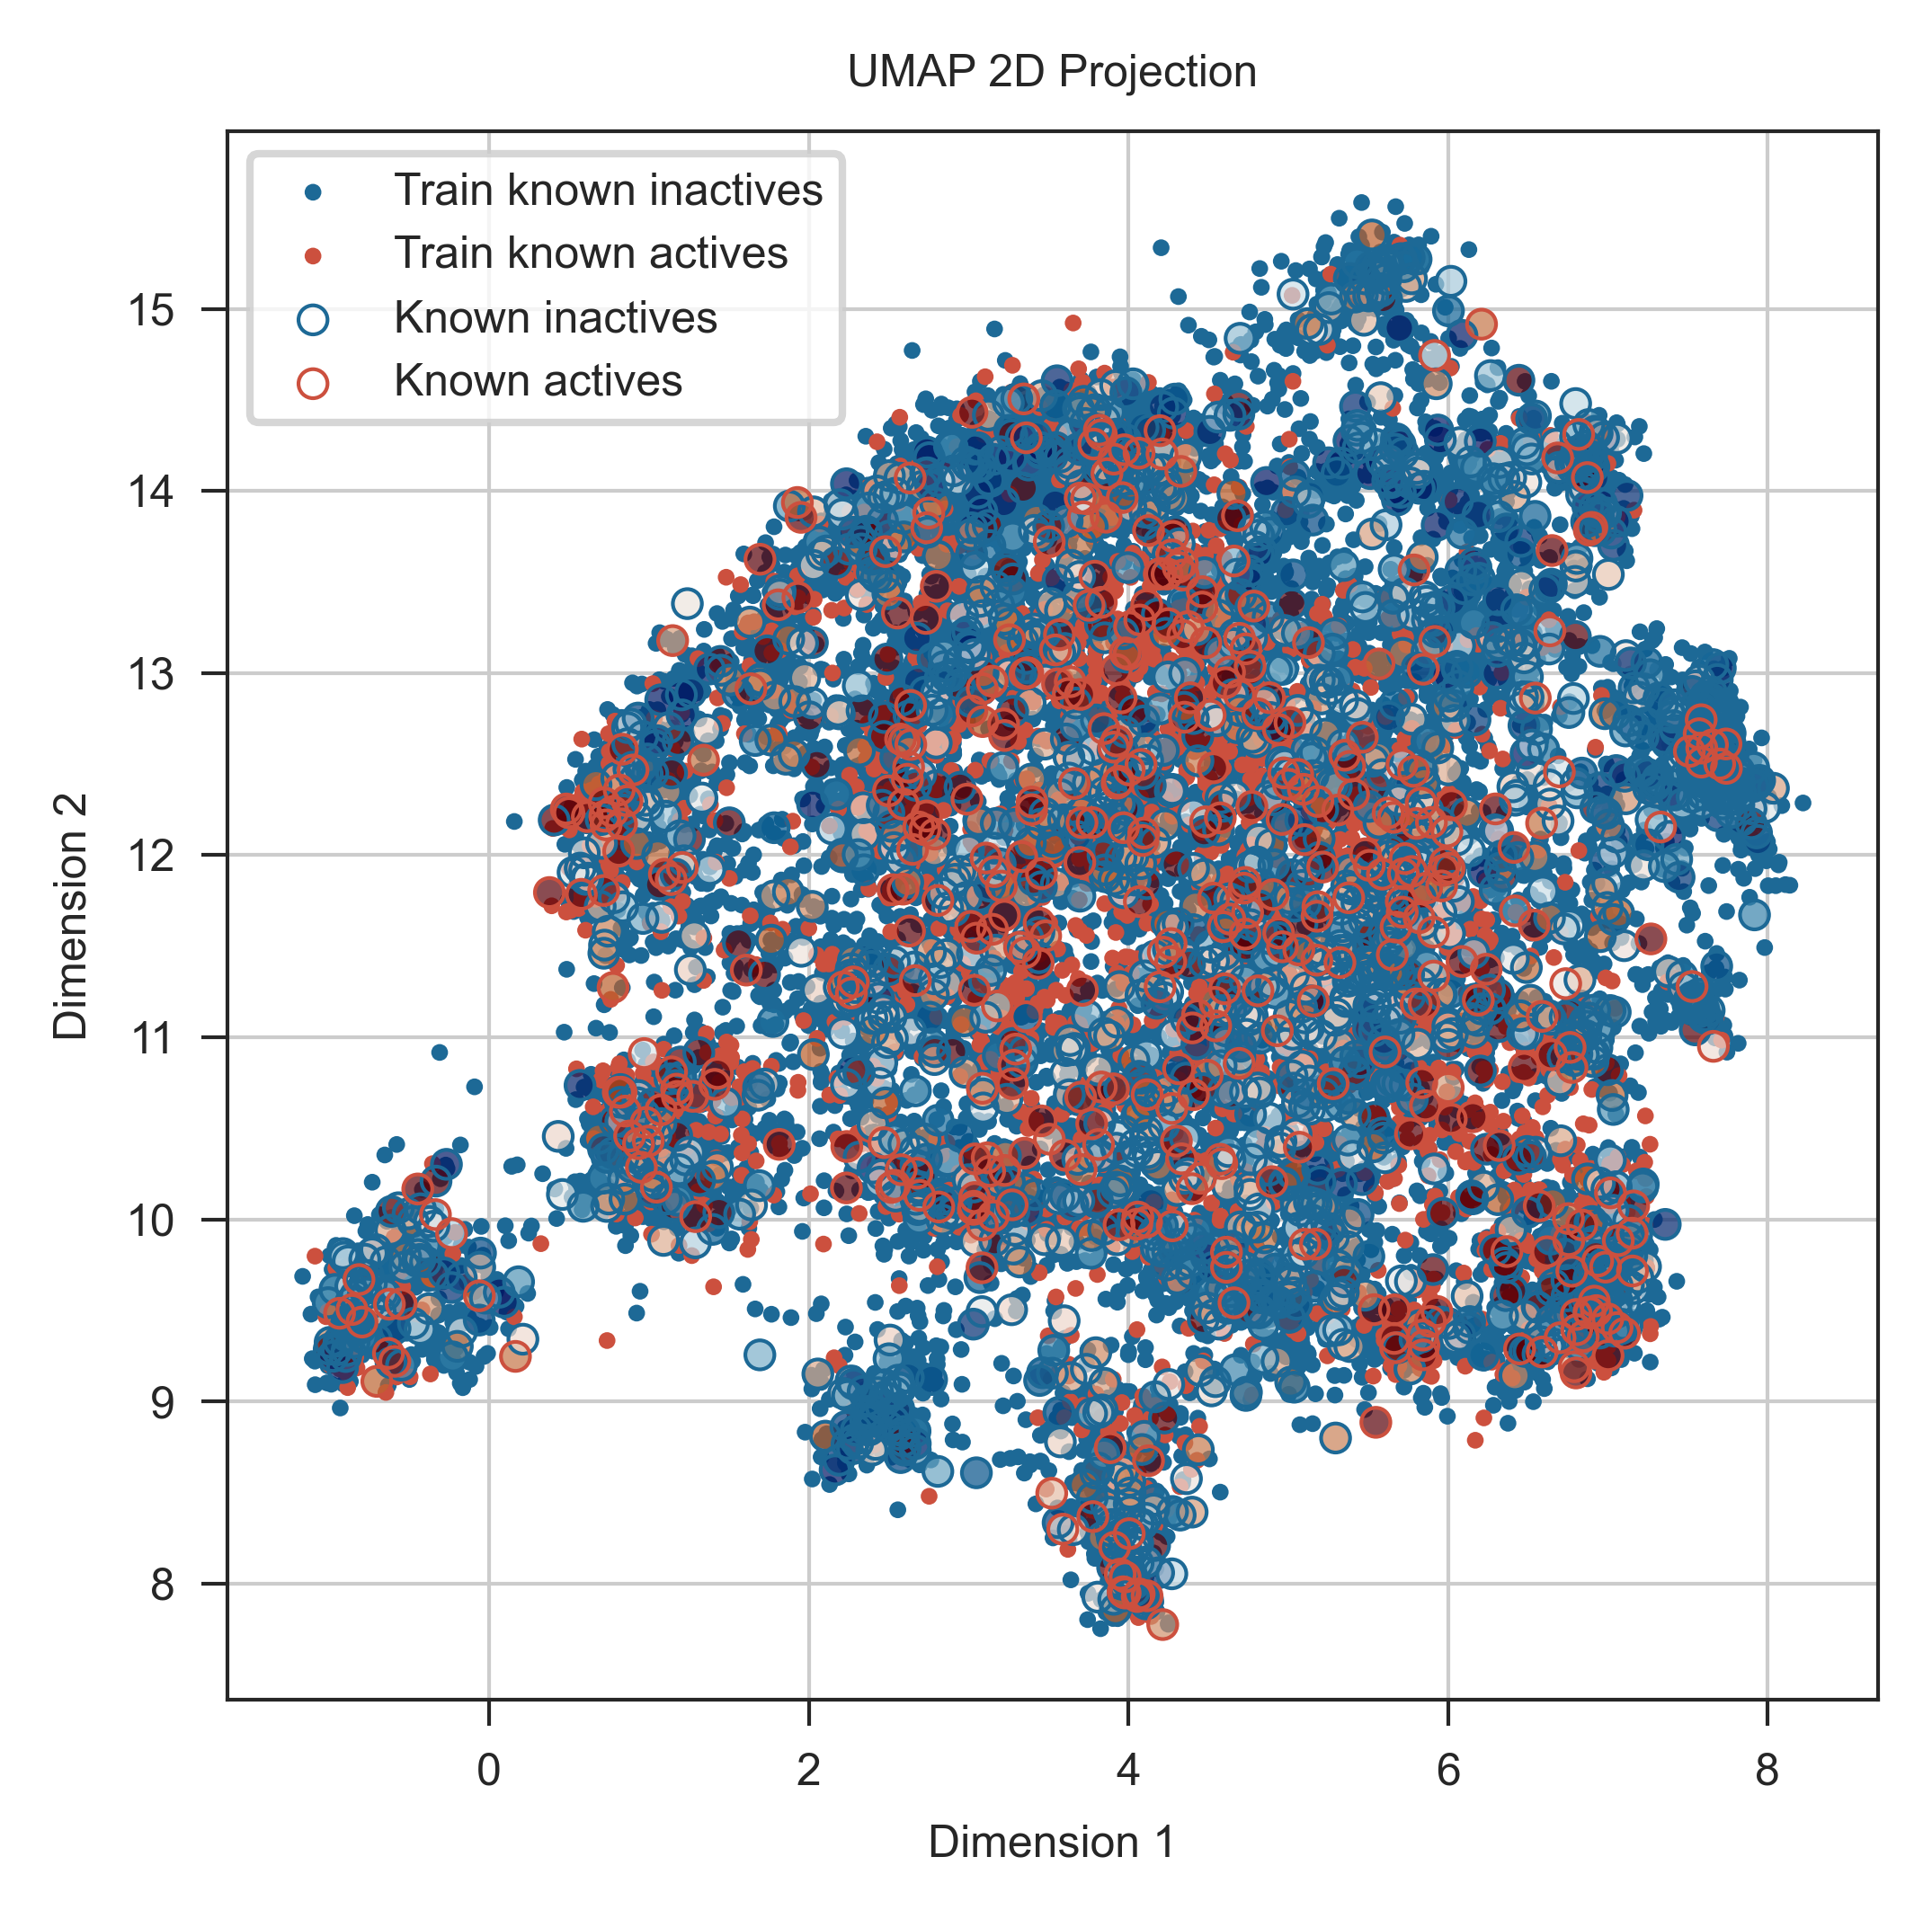 UMAP 2D Projection
Train known inactives
Train known actives
Known inactives
Known actives
15
14
13
12
11
10
9
8
Dimension 2
0 2 4 6 8
Dimension 1